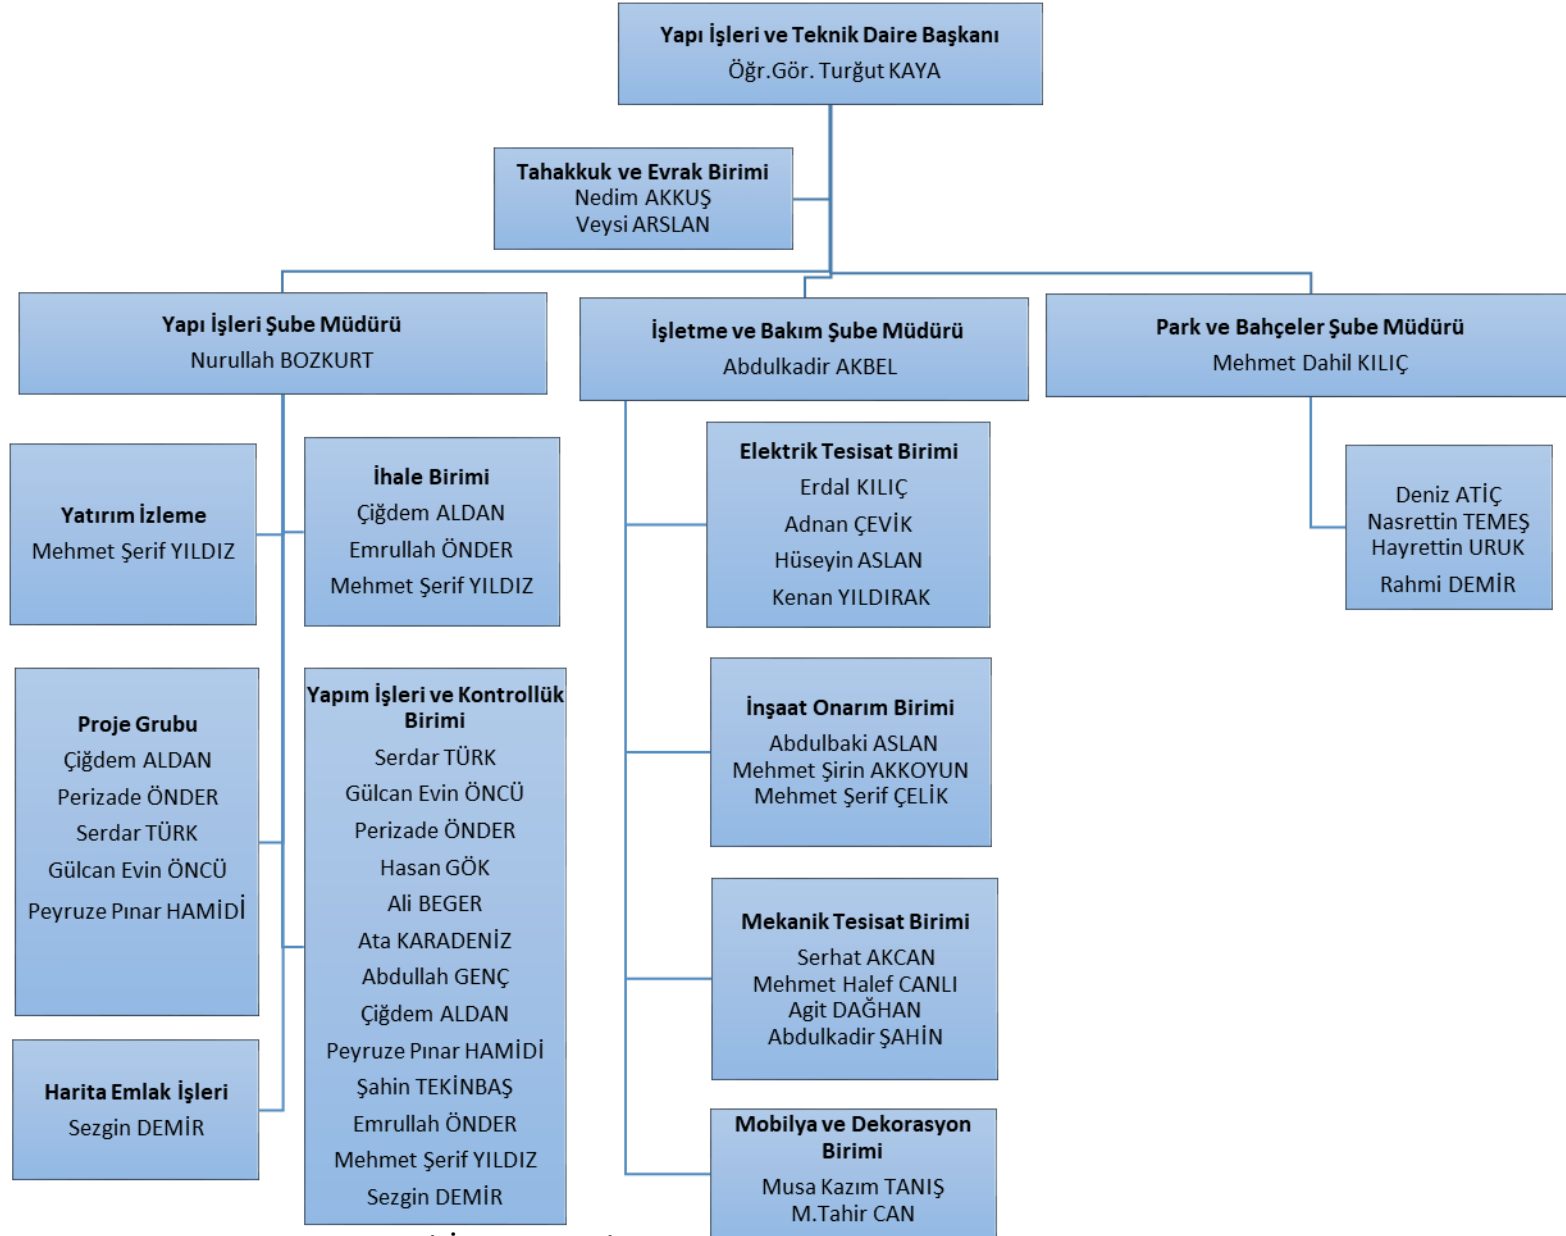 Yapı İşleri ve Teknik Daire Başkanı
Öğr.Gör. Turğut KAYA
Tahakkuk ve Evrak Birimi
Nedim AKKUŞ
Veysi ARSLAN
Yapı İşleri Şube Müdürü
Nurullah BOZKURT
İşletme ve Bakım Şube Müdürü
Abdulkadir AKBEL
Park ve Bahçeler Şube Müdürü
Mehmet Dahil KILIÇ
Yatırım İzleme
Mehmet Şerif YILDIZ
İhale Birimi
Çiğdem ALDAN
Emrullah ÖNDER
Mehmet Şerif YILDIZ
Proje Grubu
Çiğdem ALDAN
Perizade ÖNDER
Serdar TÜRK
Gülcan Evin ÖNCÜ
Peyruze Pınar HAMİDİ
Yapım İşleri ve Kontrollük
Birimi
Serdar TÜRK
Gülcan Evin ÖNCÜ
Perizade ÖNDER
Hasan GÖK
Ali BEGER
Ata KARADENİZ
Abdullah GENÇ
Çiğdem ALDAN
Peyruze Pınar HAMİDİ
Şahin TEKİNBAŞ
Emrullah ÖNDER
Mehmet Şerif YILDIZ
Sezgin DEMİR
Harita Emlak İşleri
Sezgin DEMİR
Elektrik Tesisat Birimi
Erdal KILIÇ
Adnan ÇEVİK
Hüseyin ASLAN
Kenan YILDIRAK
İnşaat Onarım Birimi
Abdulbaki ASLAN
Mehmet Şirin AKKOYUN
Mehmet Şerif ÇELİK
Mekanik Tesisat Birimi
Serhat AKCAN
Mehmet Halef CANLI
Agit DAĞHAN
Abdulkadir ŞAHİN
Mobilya ve Dekorasyon
Birimi
Musa Kazım TANIŞ
M.Tahir CAN
Deniz ATİÇ
Nasrettin TEMEŞ
Hayrettin URUK
Rahmi DEMİR